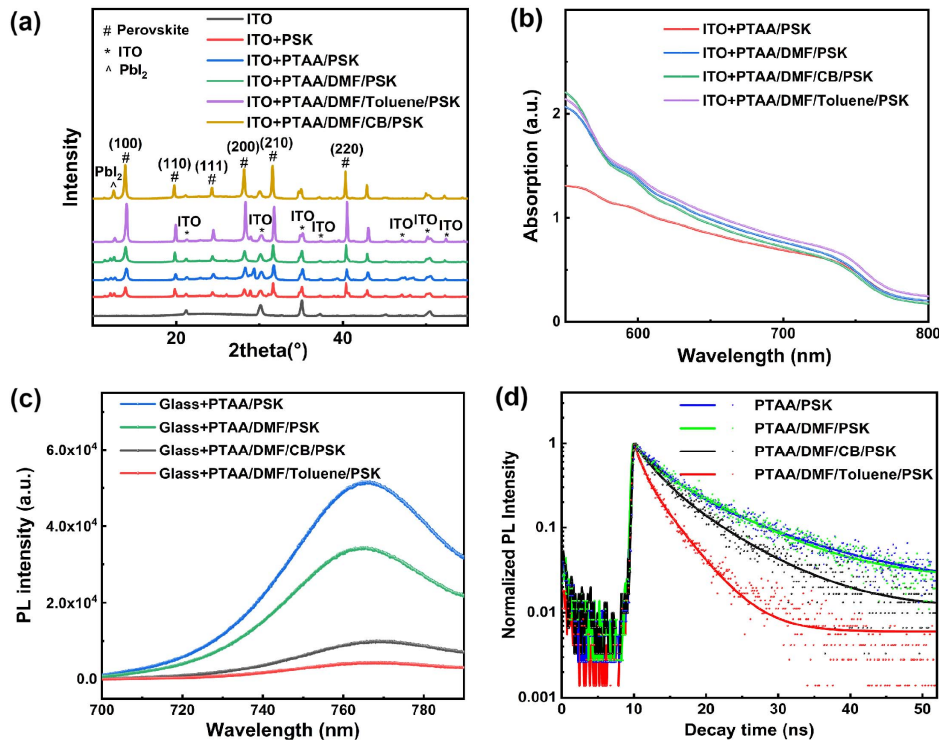 (a)
# Perovskite
* ITO
^ PbI2
ITO
ITO+PSK
ITO+PTAA/PSK
ITO+PTAA/DMF/PSK
ITO+PTAA/DMF/Toluene/PSK
ITO+PTAA/DMF/CB/PSK
(100)
#
(110)
#
(111)
#
(200)
#
(210)
#
(220)
#
PbI2
^
ITO
*
ITO
*
ITO
*
ITO
*
ITO
*
ITO
*
ITO
*
Intensity
20
40
2theta(°)
(b)
ITO+PTAA/PSK
ITO+PTAA/DMF/PSK
ITO+PTAA/DMF/CB/PSK
ITO+PTAA/DMF/Toluene/PSK
Absorption (a.u.)
2
1
0
600
700
800
Wavelength (nm)
(c)
Glass+PTAA/PSK
Glass+PTAA/DMF/PSK
Glass+PTAA/DMF/CB/PSK
Glass+PTAA/DMF/Toluene/PSK
PL intensity (a.u.)
6.0x10⁴
4.0x10⁴
2.0x10⁴
0.0
700
720
740
760
780
Wavelength (nm)
(d)
PTAA/PSK
PTAA/DMF/PSK
PTAA/DMF/CB/PSK
PTAA/DMF/Toluene/PSK
Normalized PL Intensity
1
0.1
0.01
0.001
0
10
20
30
40
50
Decay time (ns)